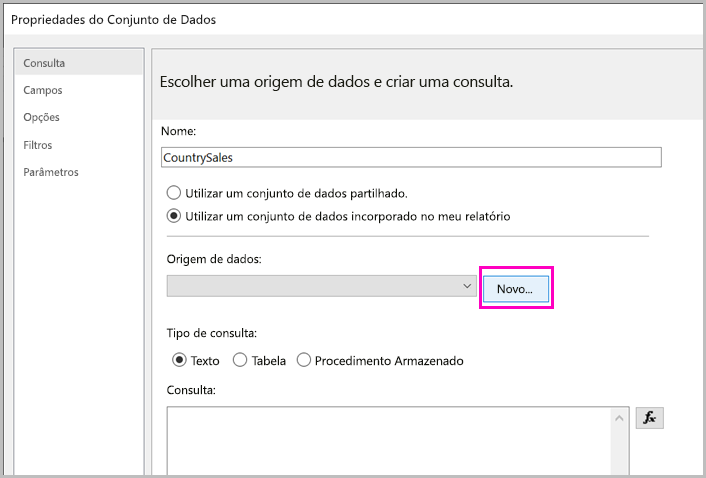 Propriedades do Conjunto de Dados
Consulta
Campos
Opções
Filtros
Parâmetros
Escolher uma origem de dados e criar uma consulta.
Nome:
CountrySales
Utilizar um conjunto de dados partilhado.
Utilizar um conjunto de dados incorporado no meu relatório
Origem de dados:
Novo...
Tipo de consulta:
Texto Tabela Procedimento Armazenado
Consulta:
fx